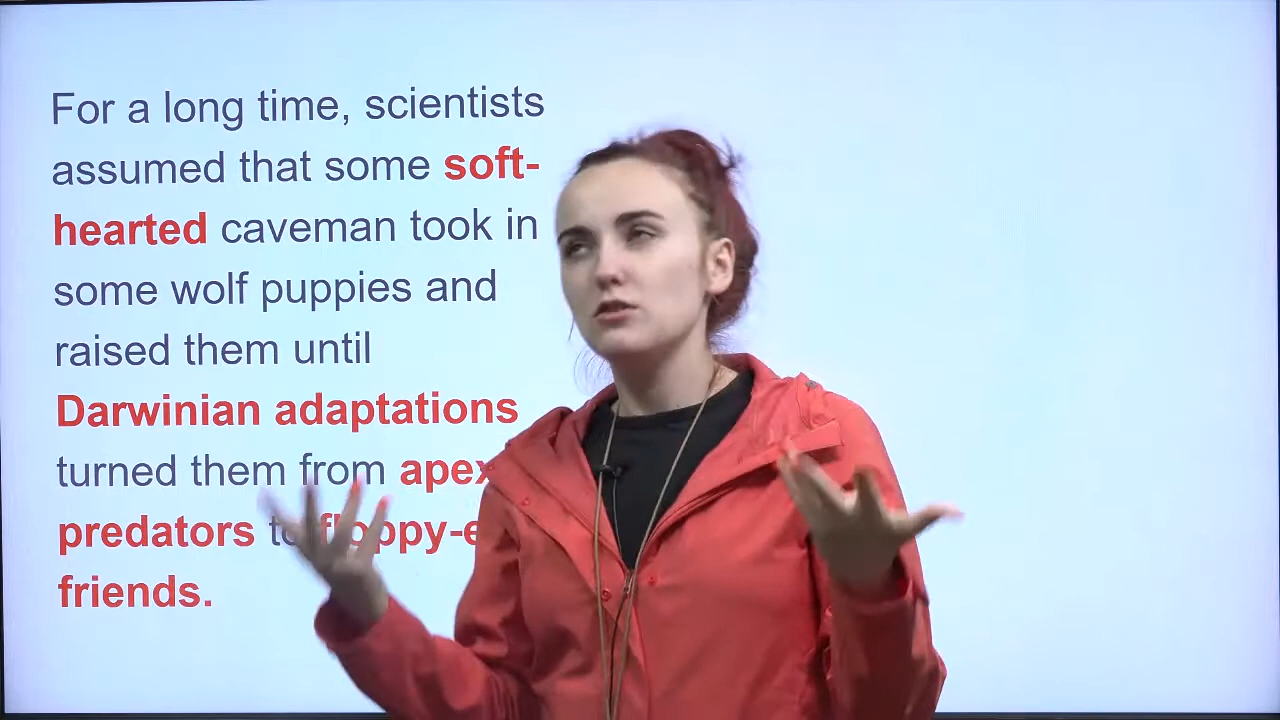 For a long time, scientists
assumed that some soft-
hearted caveman took in
some wolf puppies and
raised them until
Darwinian adaptations
turned them from apex
predators to floppy-e
friends.